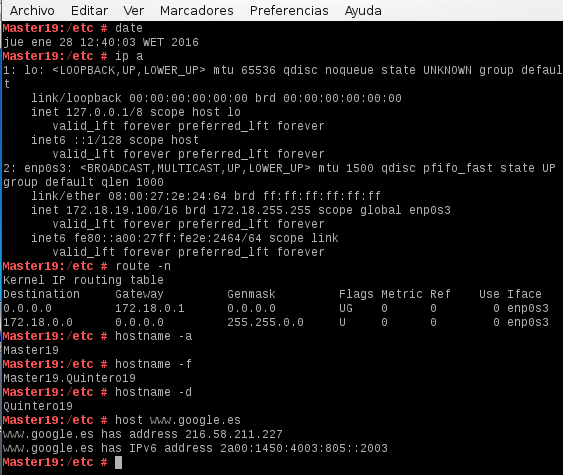 Archivo Editar Ver Marcadores Preferencias Ayuda
Master19:/etc # date
jue ene 28 12:40:03 WET 2016
Master19:/etc # ip a
1: lo: <LOOPBACK,UP,LOWER_UP> mtu 65536 qdisc noqueue state UNKNOWN group defaul
t
    link/loopback 00:00:00:00:00:00 brd 00:00:00:00:00:00
    inet 127.0.0.1/8 scope host lo
       valid_lft forever preferred_lft forever
    inet6 ::1/128 scope host
       valid_lft forever preferred_lft forever
2: enp0s3: <BROADCAST,MULTICAST,UP,LOWER_UP> mtu 1500 qdisc pfifo_fast state UP
group default qlen 1000
    link/ether 08:00:27:2e:24:64 brd ff:ff:ff:ff:ff:ff
    inet 172.18.19.100/16 brd 172.18.255.255 scope global enp0s3
       valid_lft forever preferred_lft forever
    inet6 fe80::a00:27ff:fe2e:2464/64 scope link
       valid_lft forever preferred_lft forever
Master19:/etc # route -n
Kernel IP routing table
Destination     Gateway         Genmask         Flags Metric Ref    Use Iface
0.0.0.0         172.18.0.1      0.0.0.0         UG    0      0        0 enp0s3
172.18.0.0      0.0.0.0         255.255.0.0     U     0      0        0 enp0s3
Master19:/etc # hostname -a
Master19
Master19:/etc # hostname -f
Master19.Quintero19
Master19:/etc # hostname -d
Quintero19
Master19:/etc # host www.google.es
www.google.es has address 216.58.211.227
www.google.es has IPv6 address 2a00:1450:4003:805::2003
Master19:/etc #